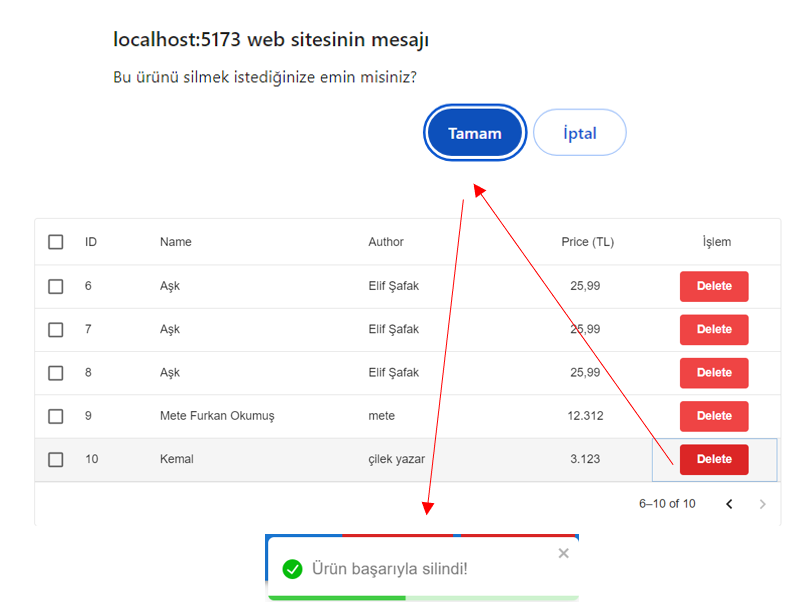 localhost:5173 web sitesinin mesajı
Bu ürünü silmek istediğinize emin misiniz?
Tamam İptal
ID Name Author Price (TL) İşlem
6 Aşk Elif Şafak 25,99 Delete
7 Aşk Elif Şafak 25,99 Delete
8 Aşk Elif Şafak 25,99 Delete
9 Mete Furkan Okumuş mete 12.312 Delete
10 Kemal çilek yazar 3.123 Delete
6–10 of 10
Ürün başarıyla silindi!